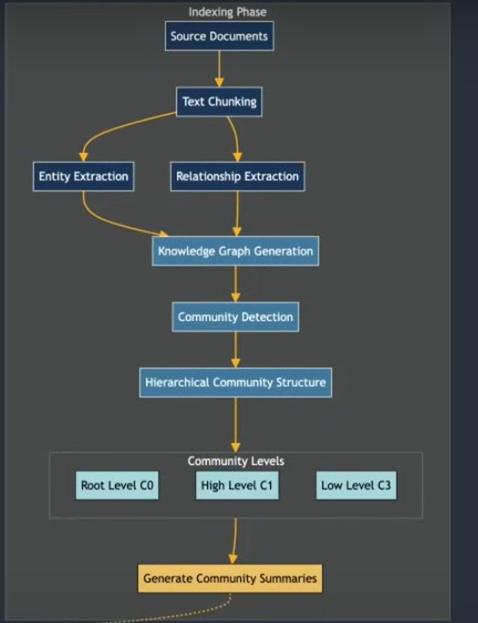 Indexing Phase
Source Documents
Text Chunking
Entity Extraction
Relationship Extraction
Knowledge Graph Generation
Community Detection
Hierarchical Community Structure
Community Levels
Root Level C0
High Level C1
Low Level C3
Generate Community Summaries